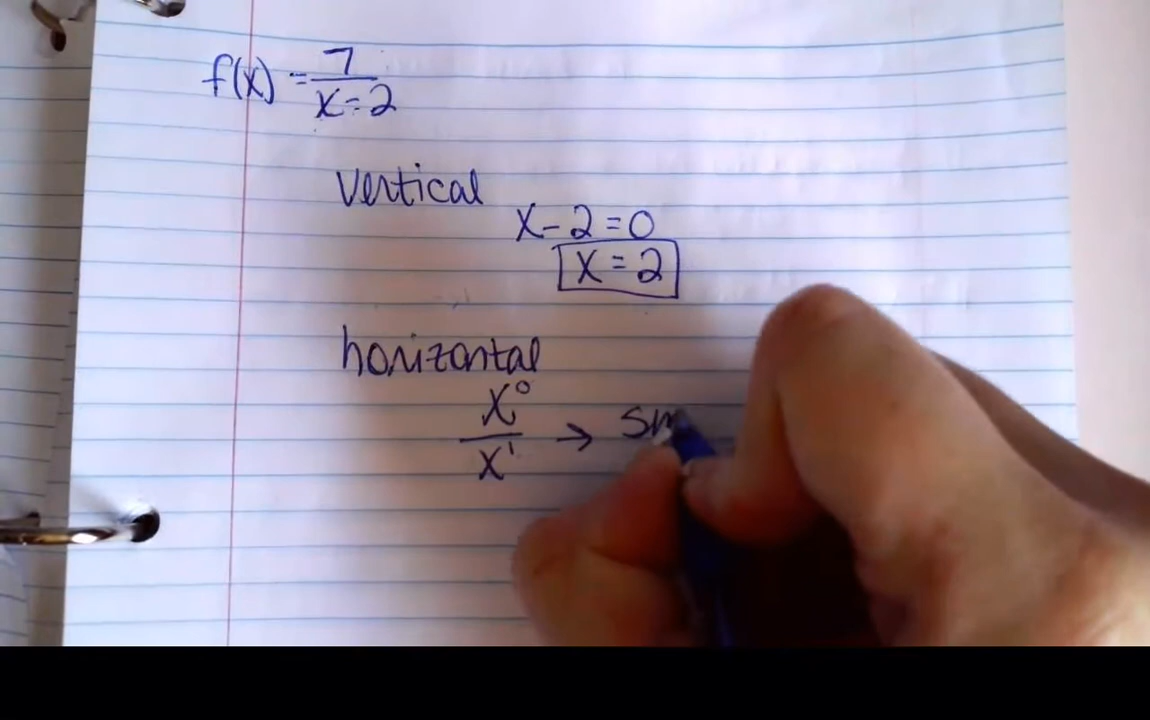 f(x) = 7 / x-2
vertical
x-2=0
x=2
horizontal
x⁰ / x¹ →